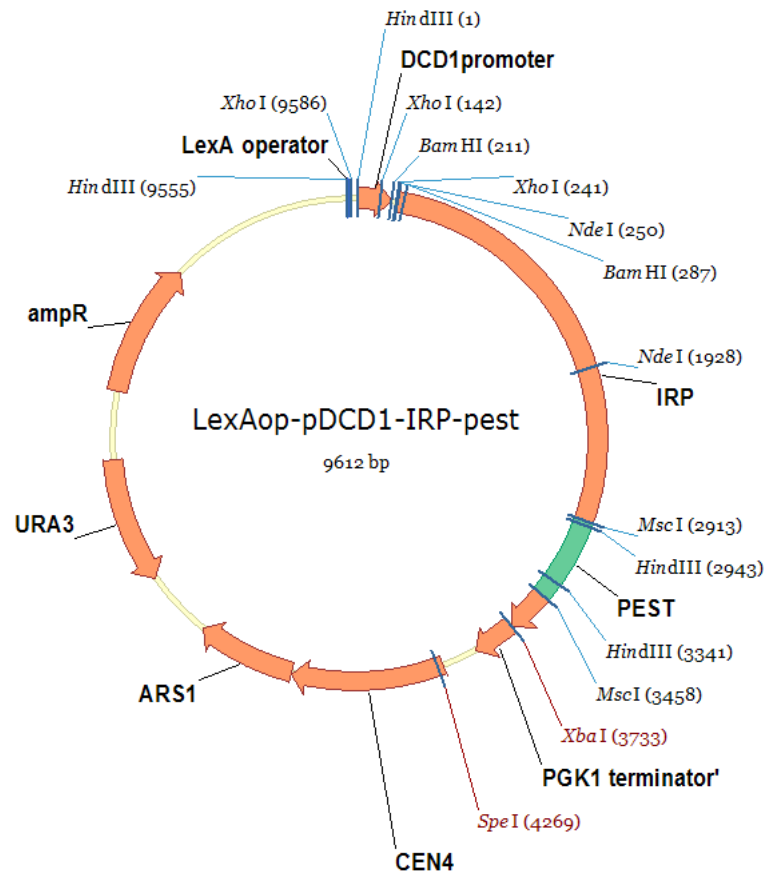 HindIII (1)
DCD1promoter
XhoI (9586)
XhoI (142)
LexA operator
BamHI (211)
HindIII (9555)
XhoI (241)
NdeI (250)
BamHI (287)
ampR
NdeI (1928)
IRP
LexAop-pDCD1-IRP-pest
9612 bp
URA3
MscI (2913)
HindIII (2943)
PEST
HindIII (3341)
MscI (3458)
ARS1
XbaI (3733)
PGK1 terminator'
SpeI (4269)
CEN4